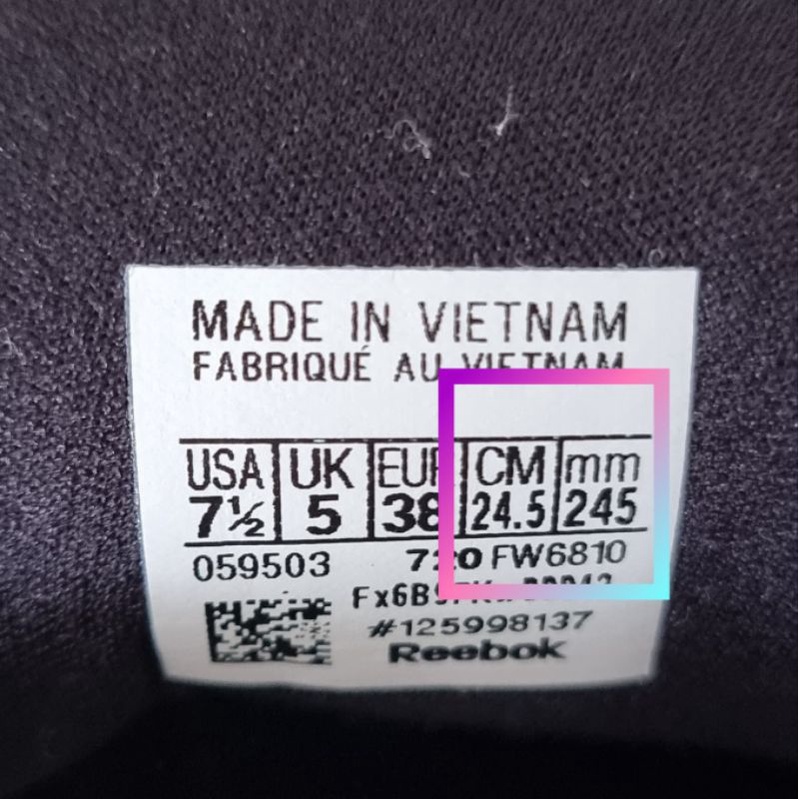 MADE IN VIETNAM
FABRIQUÉ AU VIETNAM
USA UK EUR CM mm
7½ 5 38 24.5 245
059503 720 FW6810
#125998137
Reebok